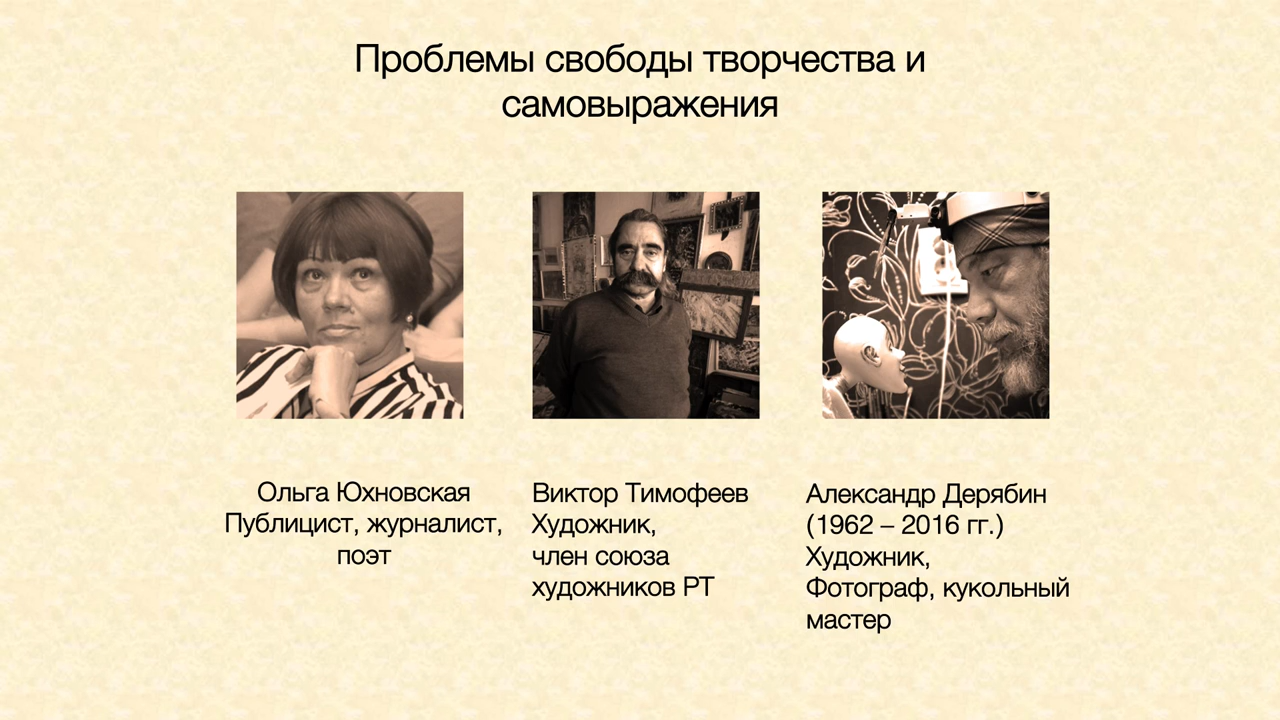 Проблемы свободы творчества и
самовыражения
Ольга Юхновская
Публицист, журналист,
поэт
Виктор Тимофеев
Художник,
член союза
художников РТ
Александр Дерябин
(1962 – 2016 гг.)
Художник,
Фотограф, кукольный
мастер